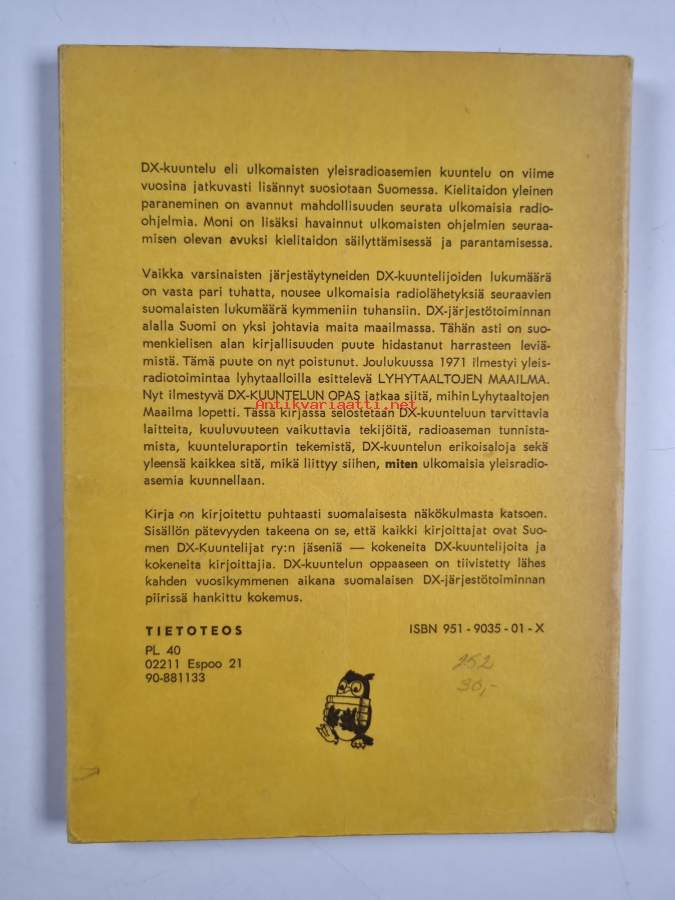 DX-kuuntelu eli ulkomaisten yleisradioasemien kuuntelu on viime
vuosina jatkuvasti lisännyt suosiotaan Suomessa. Kielitaidon yleinen
paraneminen on avannut mahdollisuuden seurata ulkomaisia radio-
ohjelmia. Moni on lisäksi havainnut ulkomaisten ohjelmien seuraa-
misen olevan avuksi kielitaidon säilyttämisessä ja parantamisessa.
Vaikka varsinaisten järjestäytyneiden DX-kuuntelijoiden lukumäärä
on vasta pari tuhatta, nousee ulkomaisia radiolähetyksiä seuraavien
suomalaisten lukumäärä kymmeniin tuhansiin. DX-järjestötoiminnan
alalla Suomi on yksi johtavia maita maailmassa. Tähän asti on suo-
menkielisen alan kirjallisuuden puute hidastanut harrasteen leviä-
mistä. Tämä puute on nyt poistunut. Joulukuussa 1971 ilmestyi yleis-
radiotoimintaa lyhytaalloilla esittelevä LYHYTAALTOJEN MAAILMA.
Nyt ilmestyvä DX-KUUNTELUN OPAS jatkaa siitä, mihin Lyhytaaltojen
Antikvariaatti.net
Maailma lopetti. Tässä kirjassa selostetaan DX-kuunteluun tarvittavia
laitteita, kuuluvuuteen vaikuttavia tekijöitä, radioaseman tunnista-
mista, kuunteluraportin tekemistä, DX-kuuntelun erikoisaloja sekä
yleensä kaikkea sitä, mikä liittyy siihen, miten ulkomaisia yleisradio-
asemia kuunnellaan.
Kirja on kirjoitettu puhtaasti suomalaisesta näkökulmasta katsoen.
Sisällön pätevyyden takeena on se, että kaikki kirjoittajat ovat Suo-
men DX-Kuuntelijat ry:n jäseniä — kokeneita DX-kuuntelijoita ja
kokeneita kirjoittajia. DX-kuuntelun oppaaseen on tiivistetty lähes
kahden vuosikymmenen aikana suomalaisen DX-järjestötoiminnan
piirissä hankittu kokemus.
TIETOTEOS
PL 40
02211 Espoo 21
90-881133
ISBN 951 - 9035 - 01 - X
252
30,-